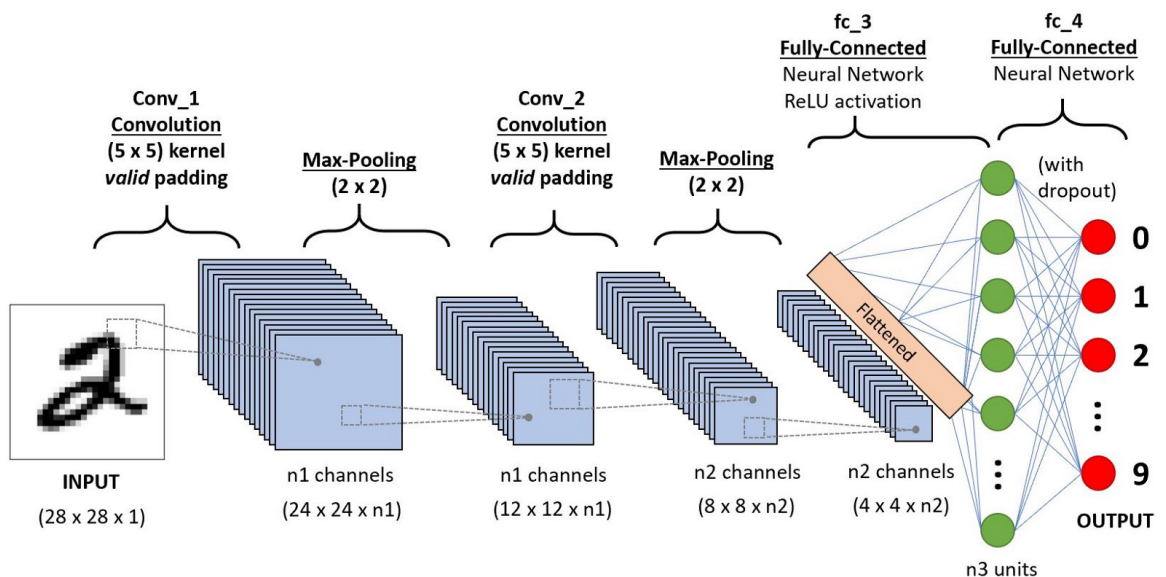 fc_3
Fully-Connected
Neural Network
ReLU activation
fc_4
Fully-Connected
Neural Network
Conv_1
Convolution
(5 x 5) kernel
valid padding
Max-Pooling
(2 x 2)
Conv_2
Convolution
(5 x 5) kernel
valid padding
Max-Pooling
(2 x 2)
(with
dropout)
0
1
2
...
9
Flattened
2
INPUT
(28 x 28 x 1)
n1 channels
(24 x 24 x n1)
n1 channels
(12 x 12 x n1)
n2 channels
(8 x 8 x n2)
n2 channels
(4 x 4 x n2)
...
OUTPUT
n3 units